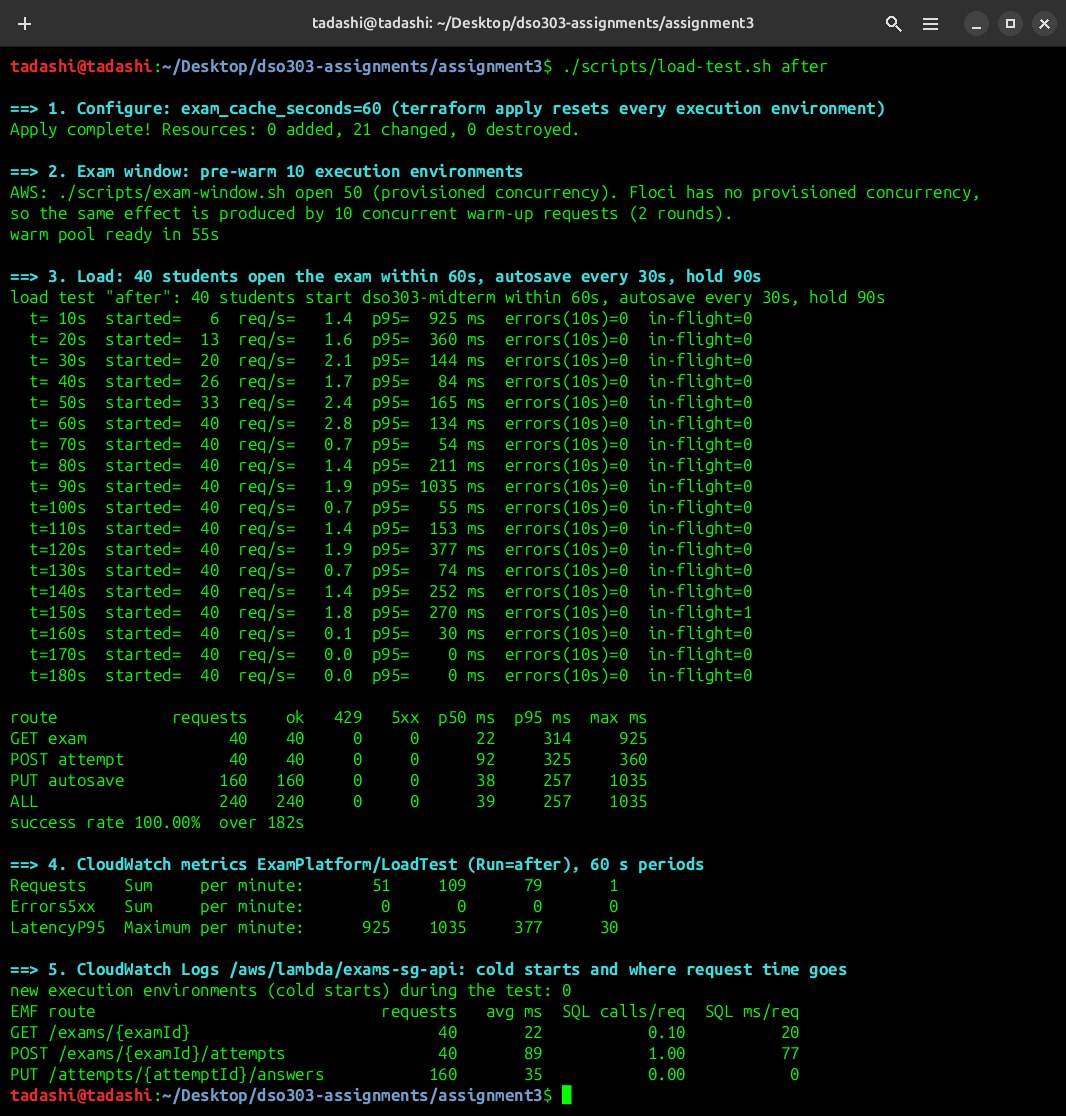 tadashi@tadashi: ~/Desktop/dso303-assignments/assignment3
tadashi@tadashi:~/Desktop/dso303-assignments/assignment3$ ./scripts/load-test.sh after
==> 1. Configure: exam_cache_seconds=60 (terraform apply resets every execution environment)
Apply complete! Resources: 0 added, 21 changed, 0 destroyed.
==> 2. Exam window: pre-warm 10 execution environments
AWS: ./scripts/exam-window.sh open 50 (provisioned concurrency). Floci has no provisioned concurrency,
so the same effect is produced by 10 concurrent warm-up requests (2 rounds).
warm pool ready in 55s
==> 3. Load: 40 students open the exam within 60s, autosave every 30s, hold 90s
load test "after": 40 students start dso303-midterm within 60s, autosave every 30s, hold 90s
  t= 10s  started=   6  req/s=   1.4  p95=  925 ms  errors(10s)=0  in-flight=0
  t= 20s  started=  13  req/s=   1.6  p95=  360 ms  errors(10s)=0  in-flight=0
  t= 30s  started=  20  req/s=   2.1  p95=  144 ms  errors(10s)=0  in-flight=0
  t= 40s  started=  26  req/s=   1.7  p95=   84 ms  errors(10s)=0  in-flight=0
  t= 50s  started=  33  req/s=   2.4  p95=  165 ms  errors(10s)=0  in-flight=0
  t= 60s  started=  40  req/s=   2.8  p95=  134 ms  errors(10s)=0  in-flight=0
  t= 70s  started=  40  req/s=   0.7  p95=   54 ms  errors(10s)=0  in-flight=0
  t= 80s  started=  40  req/s=   1.4  p95=  211 ms  errors(10s)=0  in-flight=0
  t= 90s  started=  40  req/s=   1.9  p95= 1035 ms  errors(10s)=0  in-flight=0
  t=100s  started=  40  req/s=   0.7  p95=   55 ms  errors(10s)=0  in-flight=0
  t=110s  started=  40  req/s=   1.4  p95=  153 ms  errors(10s)=0  in-flight=0
  t=120s  started=  40  req/s=   1.9  p95=  377 ms  errors(10s)=0  in-flight=0
  t=130s  started=  40  req/s=   0.7  p95=   74 ms  errors(10s)=0  in-flight=0
  t=140s  started=  40  req/s=   1.4  p95=  252 ms  errors(10s)=0  in-flight=0
  t=150s  started=  40  req/s=   1.8  p95=  270 ms  errors(10s)=0  in-flight=1
  t=160s  started=  40  req/s=   0.1  p95=   30 ms  errors(10s)=0  in-flight=0
  t=170s  started=  40  req/s=   0.0  p95=    0 ms  errors(10s)=0  in-flight=0
  t=180s  started=  40  req/s=   0.0  p95=    0 ms  errors(10s)=0  in-flight=0
route            requests    ok   429   5xx  p50 ms  p95 ms  max ms
GET exam               40    40     0     0      22     314     925
POST attempt           40    40     0     0      92     325     360
PUT autosave          160   160     0     0      38     257    1035
ALL                   240   240     0     0      39     257    1035
success rate 100.00%  over 182s
==> 4. CloudWatch metrics ExamPlatform/LoadTest (Run=after), 60 s periods
Requests    Sum     per minute:       51     109      79       1
Errors5xx   Sum     per minute:        0       0       0       0
LatencyP95  Maximum per minute:      925    1035     377      30
==> 5. CloudWatch Logs /aws/lambda/exams-sg-api: cold starts and where request time goes
new execution environments (cold starts) during the test: 0
EMF route                              requests   avg ms  SQL calls/req  SQL ms/req
GET /exams/{examId}                          40       22           0.10          20
POST /exams/{examId}/attempts                40       89           1.00          77
PUT /attempts/{attemptId}/answers           160       35           0.00           0
tadashi@tadashi:~/Desktop/dso303-assignments/assignment3$